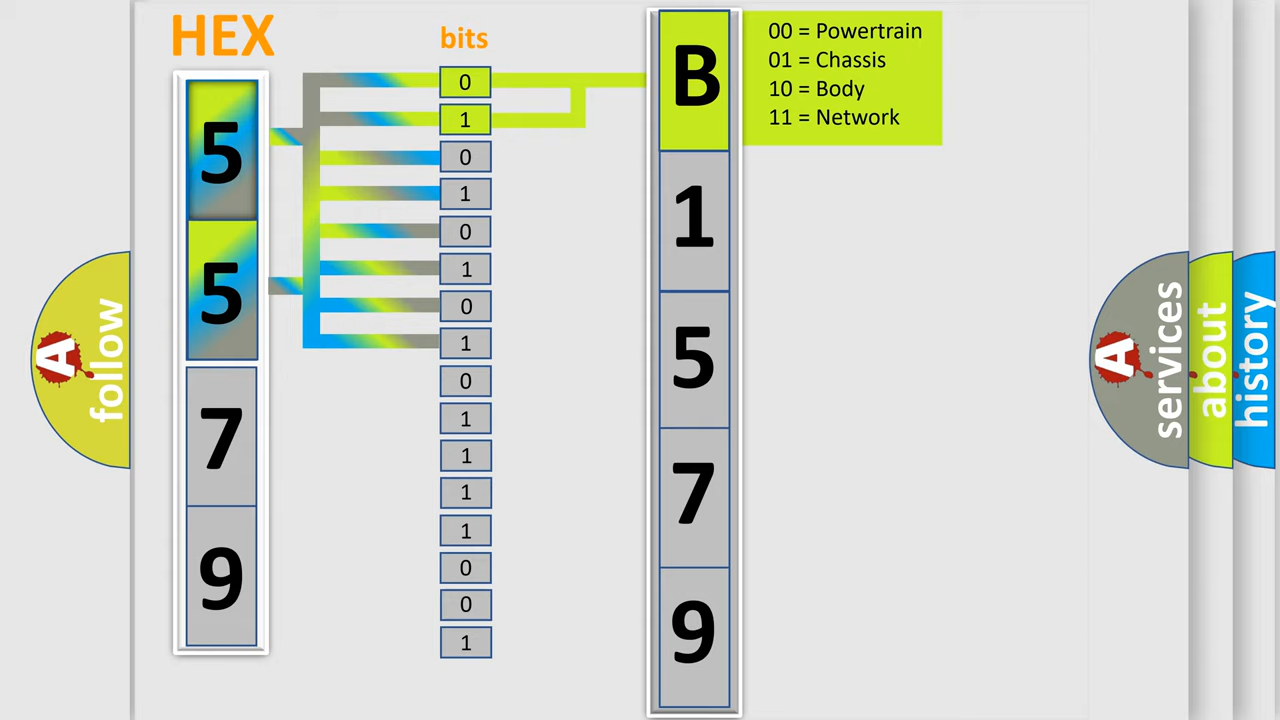 HEX
bits
5
5
7
9
0
1
0
1
0
1
0
1
0
1
1
1
1
0
0
1
B
1
5
7
9
00 = Powertrain
01 = Chassis
10 = Body
11 = Network
A follow
A services
about
history